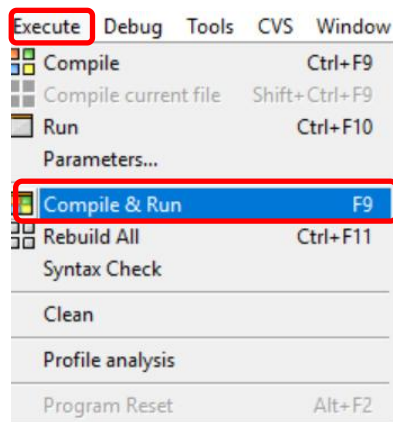 Execute Debug Tools CVS Window
Compile Ctrl+F9
Compile current file Shift+Ctrl+F9
Run Ctrl+F10
Parameters...
Compile & Run F9
Rebuild All Ctrl+F11
Syntax Check
Clean
Profile analysis
Program Reset Alt+F2